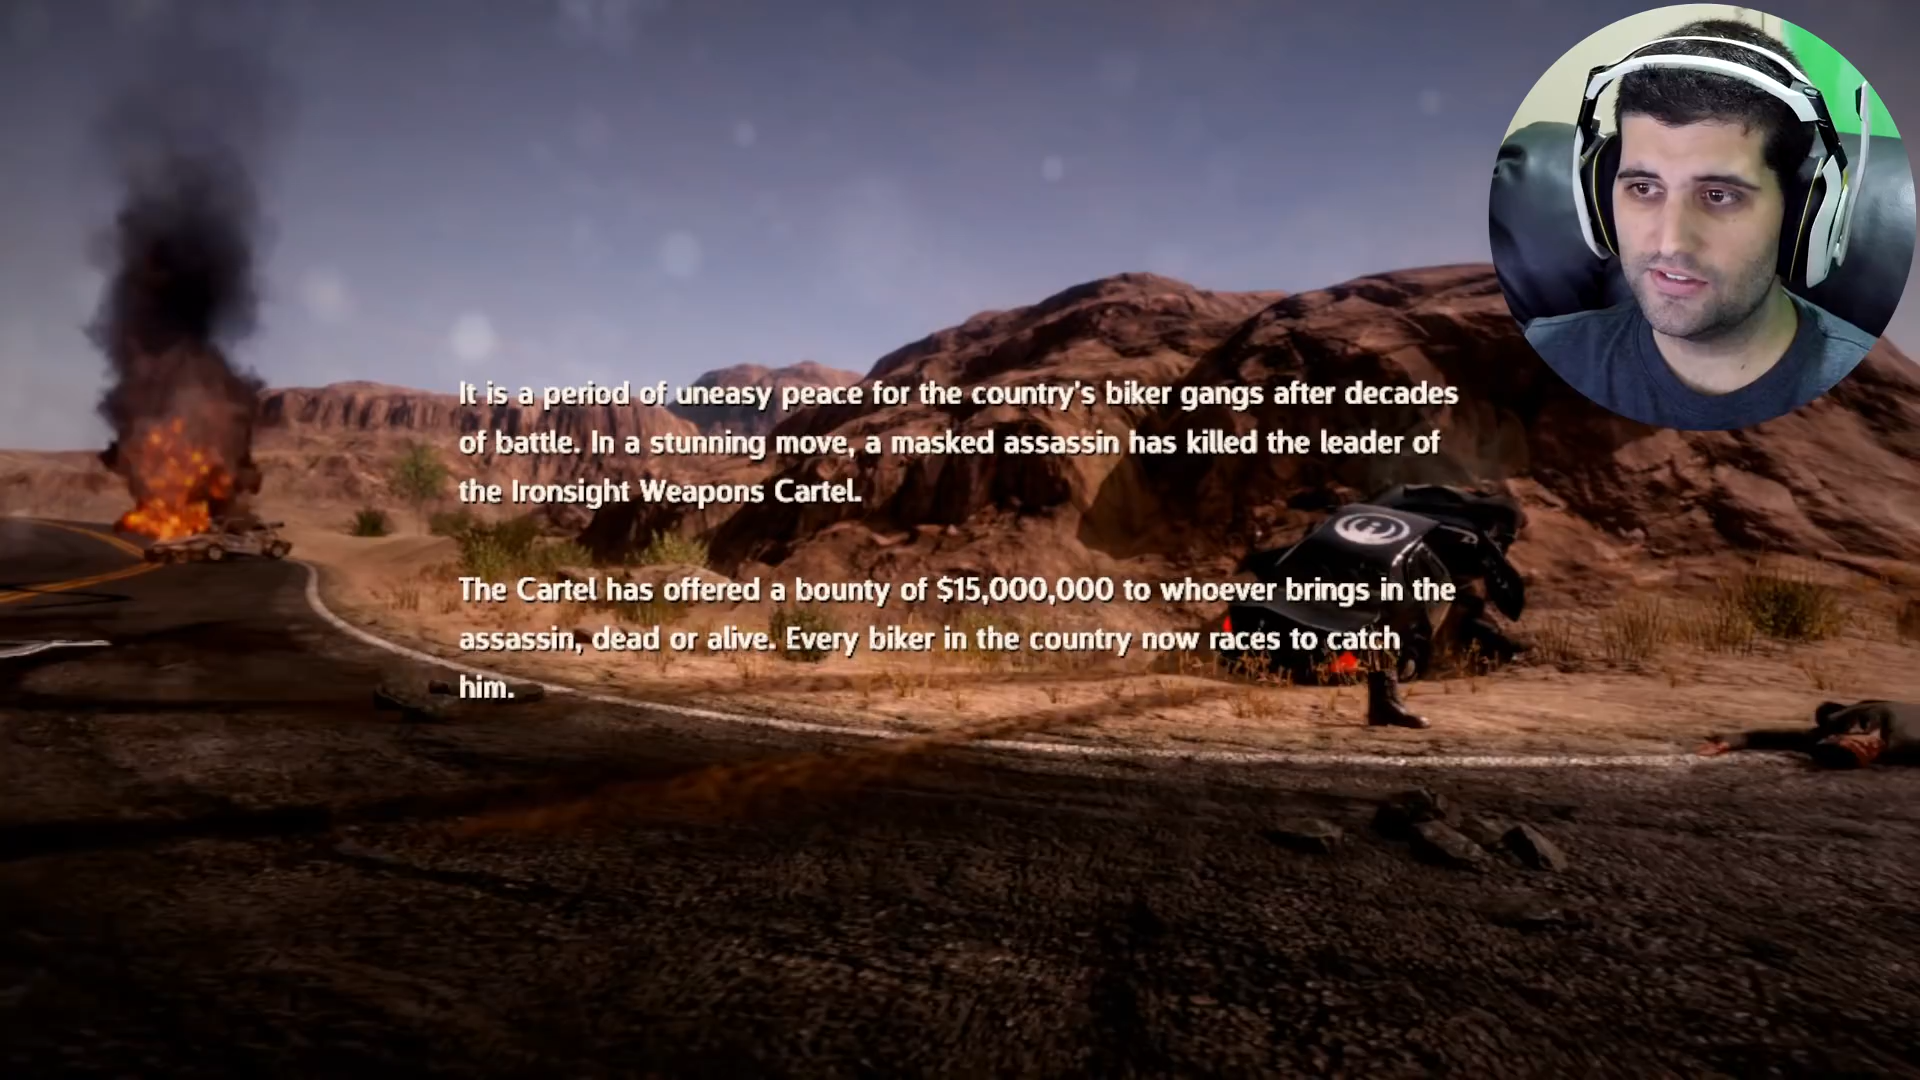 It is a period of uneasy peace for the country's biker gangs after decades
of battle. In a stunning move, a masked assassin has killed the leader of
the Ironsight Weapons Cartel.
The Cartel has offered a bounty of $15,000,000 to whoever brings in the
assassin, dead or alive. Every biker in the country now races to catch
him.